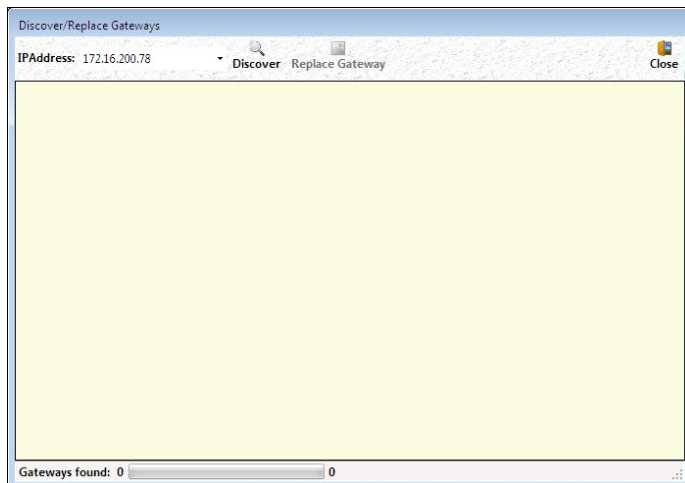 Discover/Replace Gateways
IPAddress: 172.16.200.78 Discover Replace Gateway Close
Gateways found: 0 0